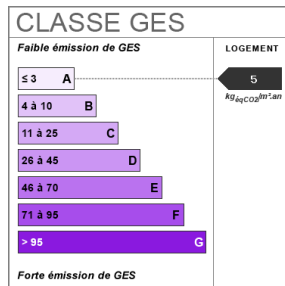 CLASSE GES
Faible émission de GES
LOGEMENT
≤ 3 A
5
kgéqCO2/m².an
4 à 10 B
11 à 25 C
26 à 45 D
46 à 70 E
71 à 95 F
> 95 G
Forte émission de GES